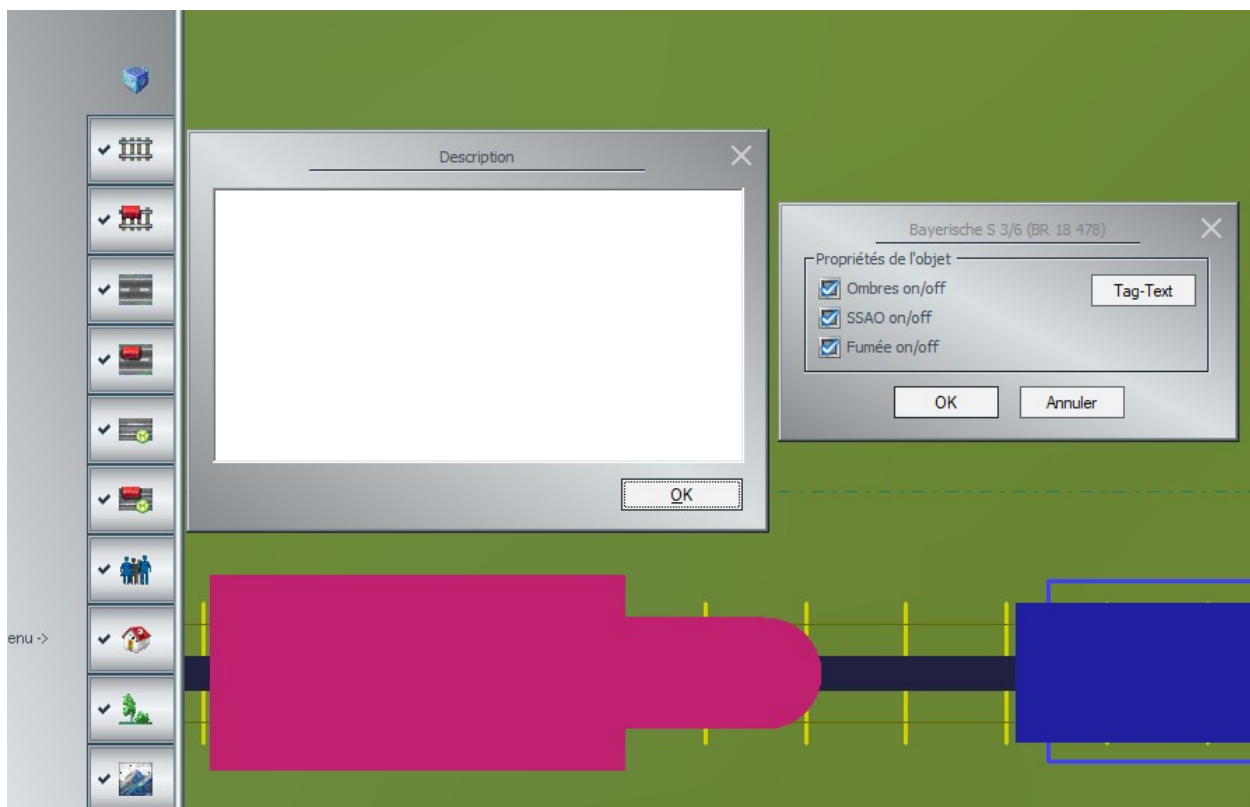 Description
OK
Bayerische S 3/6 (BR 18 478)
Propriétés de l'objet
Ombres on/off
Tag-Text
SSAO on/off
Fumée on/off
OK
Annuler
enu ->